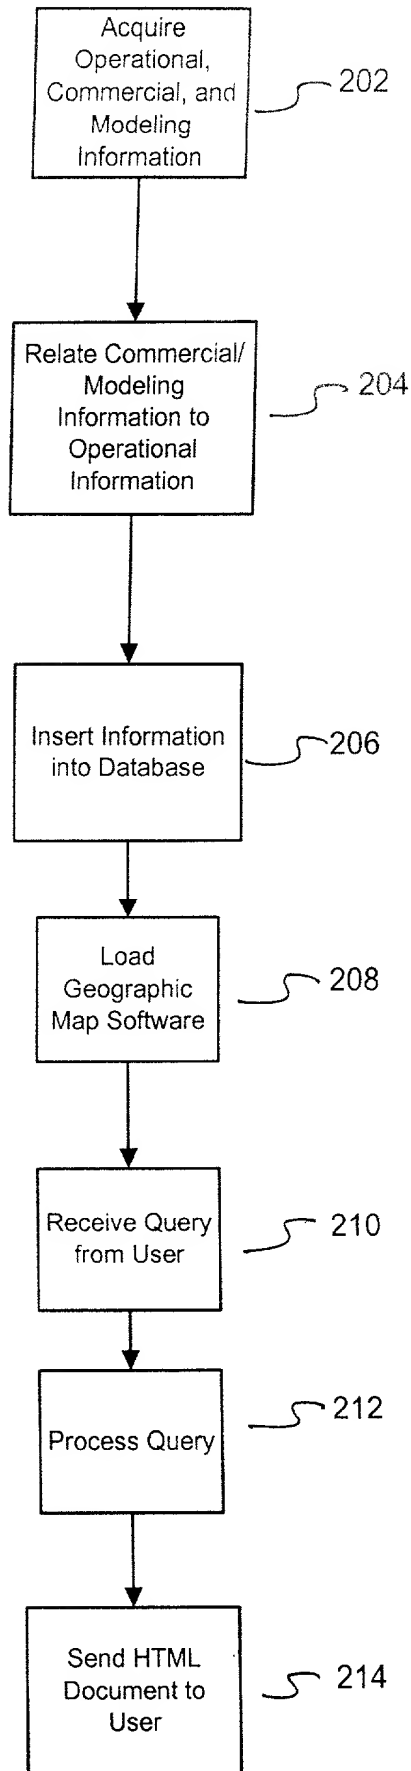 Acquire
Operational,
Commercial, and
Modeling
Information
202
Relate Commercial/
Modeling
Information to
Operational
Information
204
Insert Information
into Database
206
Load
Geographic
Map Software
208
Receive Query
from User
210
Process Query
212
Send HTML
Document to
User
214